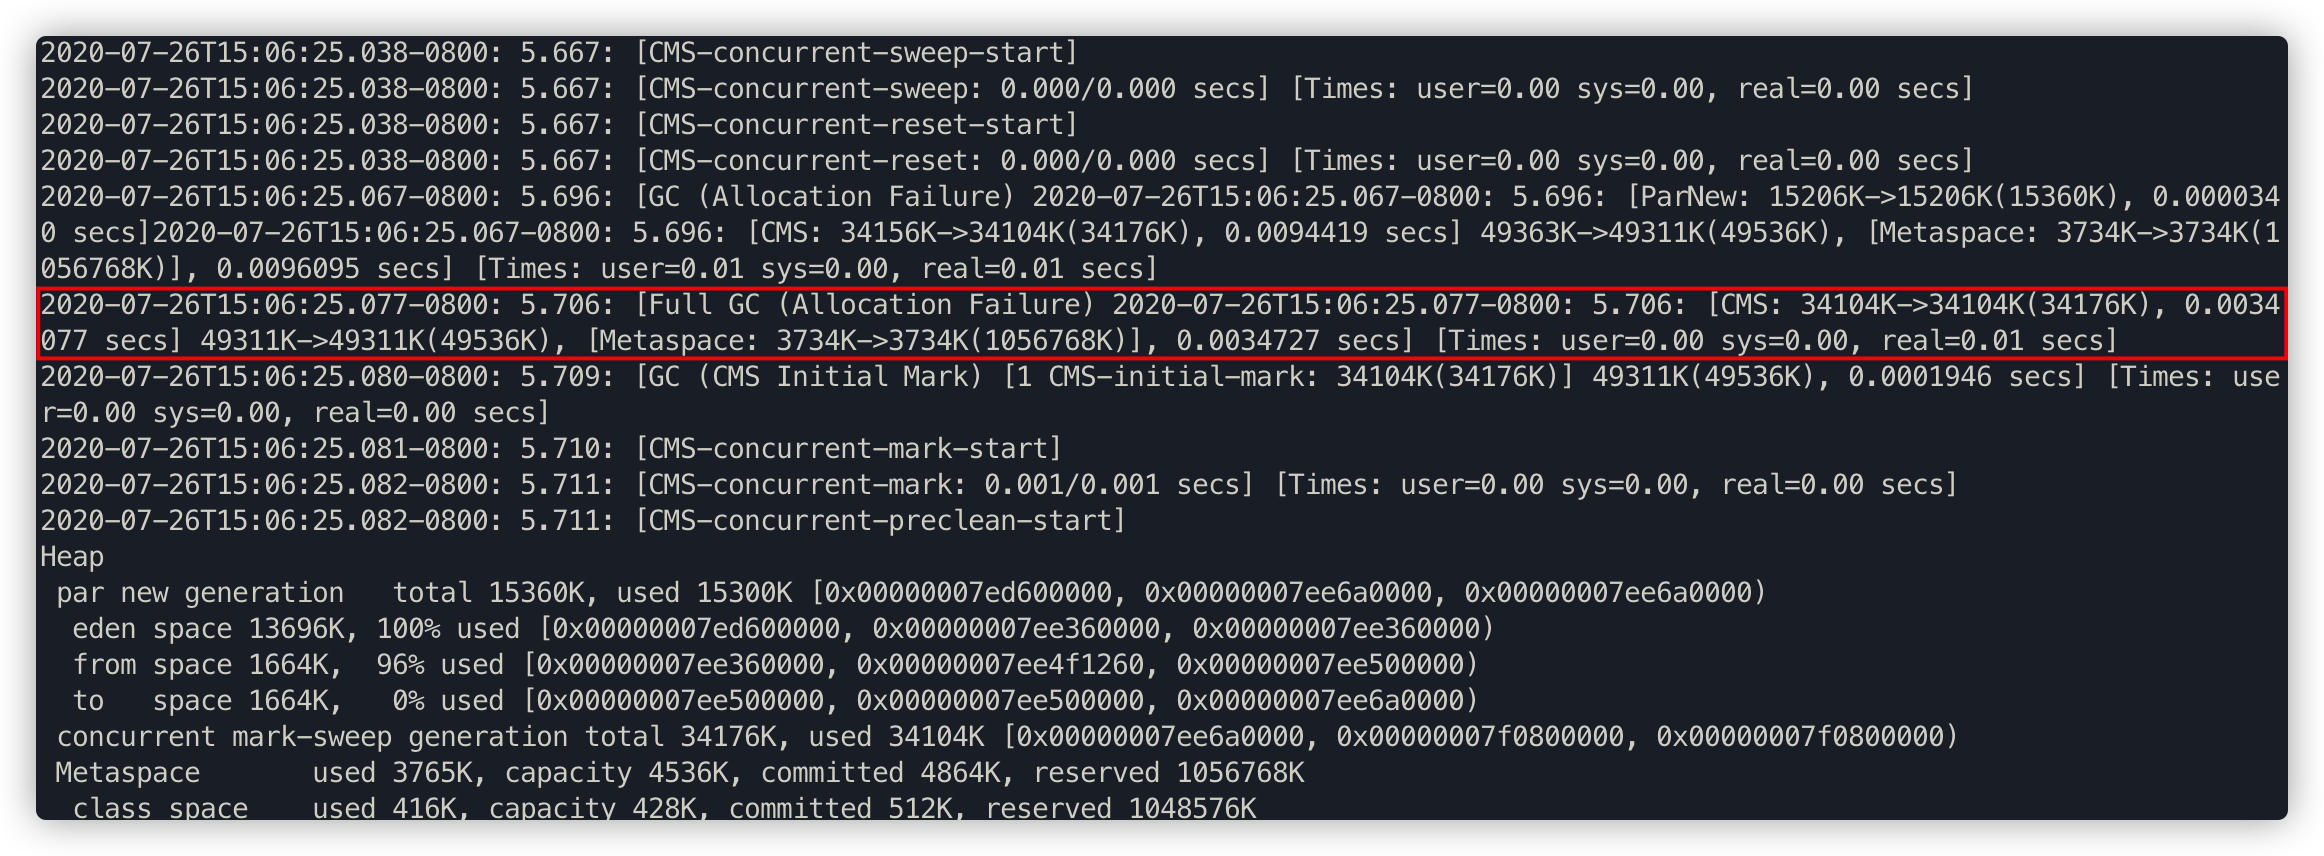 2020-07-26T15:06:25.038-0800: 5.667: [CMS-concurrent-sweep-start]
2020-07-26T15:06:25.038-0800: 5.667: [CMS-concurrent-sweep: 0.000/0.000 secs] [Times: user=0.00 sys=0.00, real=0.00 secs]
2020-07-26T15:06:25.038-0800: 5.667: [CMS-concurrent-reset-start]
2020-07-26T15:06:25.038-0800: 5.667: [CMS-concurrent-reset: 0.000/0.000 secs] [Times: user=0.00 sys=0.00, real=0.00 secs]
2020-07-26T15:06:25.067-0800: 5.696: [GC (Allocation Failure) 2020-07-26T15:06:25.067-0800: 5.696: [ParNew: 15206K->15206K(15360K), 0.000034
0 secs]2020-07-26T15:06:25.067-0800: 5.696: [CMS: 34156K->34104K(34176K), 0.0094419 secs] 49363K->49311K(49536K), [Metaspace: 3734K->3734K(1
056768K)], 0.0096095 secs] [Times: user=0.01 sys=0.00, real=0.01 secs]
2020-07-26T15:06:25.077-0800: 5.706: [Full GC (Allocation Failure) 2020-07-26T15:06:25.077-0800: 5.706: [CMS: 34104K->34104K(34176K), 0.0034
077 secs] 49311K->49311K(49536K), [Metaspace: 3734K->3734K(1056768K)], 0.0034727 secs] [Times: user=0.00 sys=0.00, real=0.01 secs]
2020-07-26T15:06:25.080-0800: 5.709: [GC (CMS Initial Mark) [1 CMS-initial-mark: 34104K(34176K)] 49311K(49536K), 0.0001946 secs] [Times: use
r=0.00 sys=0.00, real=0.00 secs]
2020-07-26T15:06:25.081-0800: 5.710: [CMS-concurrent-mark-start]
2020-07-26T15:06:25.082-0800: 5.711: [CMS-concurrent-mark: 0.001/0.001 secs] [Times: user=0.00 sys=0.00, real=0.00 secs]
2020-07-26T15:06:25.082-0800: 5.711: [CMS-concurrent-preclean-start]
Heap
 par new generation   total 15360K, used 15300K [0x00000007ed600000, 0x00000007ee6a0000, 0x00000007ee6a0000)
  eden space 13696K, 100% used [0x00000007ed600000, 0x00000007ee360000, 0x00000007ee360000)
  from space 1664K,  96% used [0x00000007ee360000, 0x00000007ee4f1260, 0x00000007ee500000)
  to   space 1664K,   0% used [0x00000007ee500000, 0x00000007ee500000, 0x00000007ee6a0000)
 concurrent mark-sweep generation total 34176K, used 34104K [0x00000007ee6a0000, 0x00000007f0800000, 0x00000007f0800000)
 Metaspace       used 3765K, capacity 4536K, committed 4864K, reserved 1056768K
  class space    used 416K, capacity 428K, committed 512K, reserved 1048576K